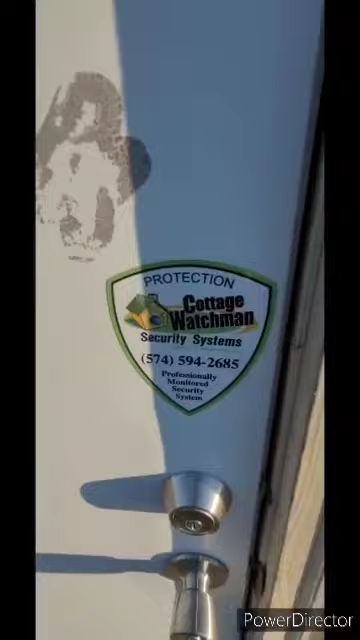 PROTECTION
Cottage
Watchman
Security Systems
(574) 594-2685
Professionally
Monitored
Security
System
PowerDirector